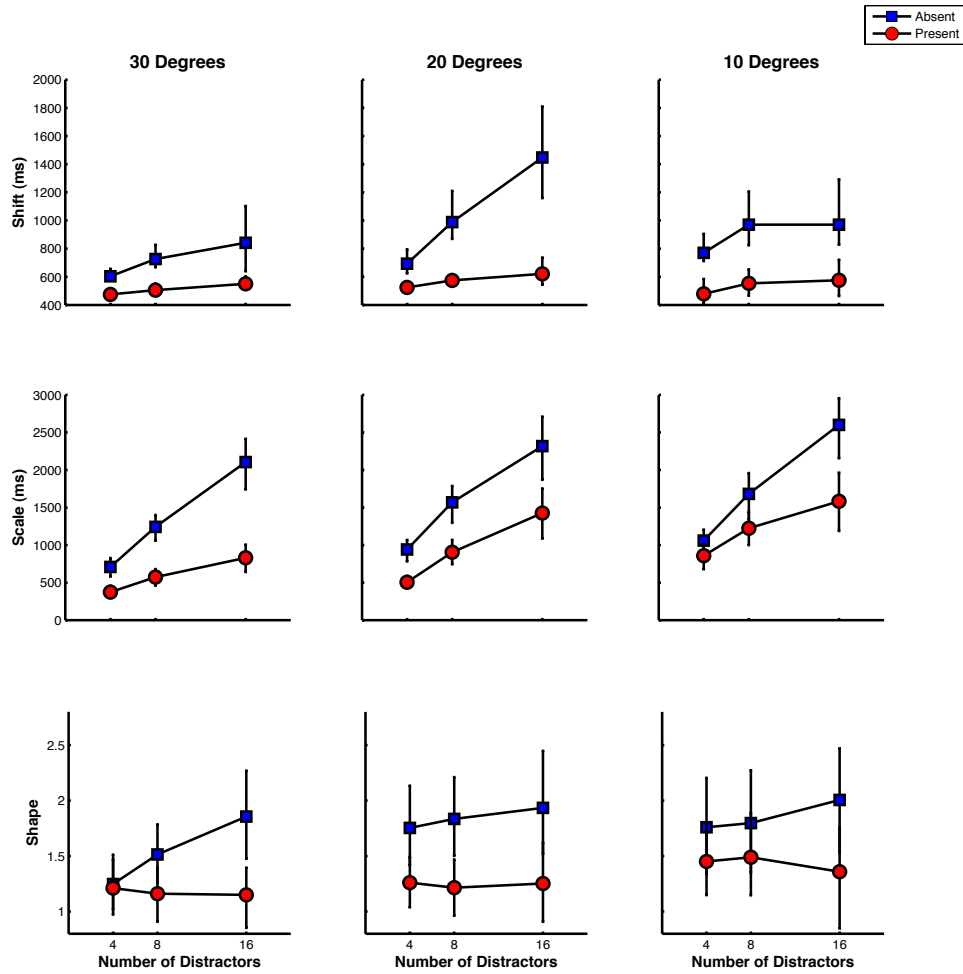 Absent
Present
30 Degrees
20 Degrees
10 Degrees
2000
1800
1600
1400
1200
1000
800
600
400
Shift (ms)
3000
2500
2000
1500
1000
500
0
Scale (ms)
2.5
2
1.5
1
Shape
4 8 16
4 8 16
4 8 16
Number of Distractors
Number of Distractors
Number of Distractors